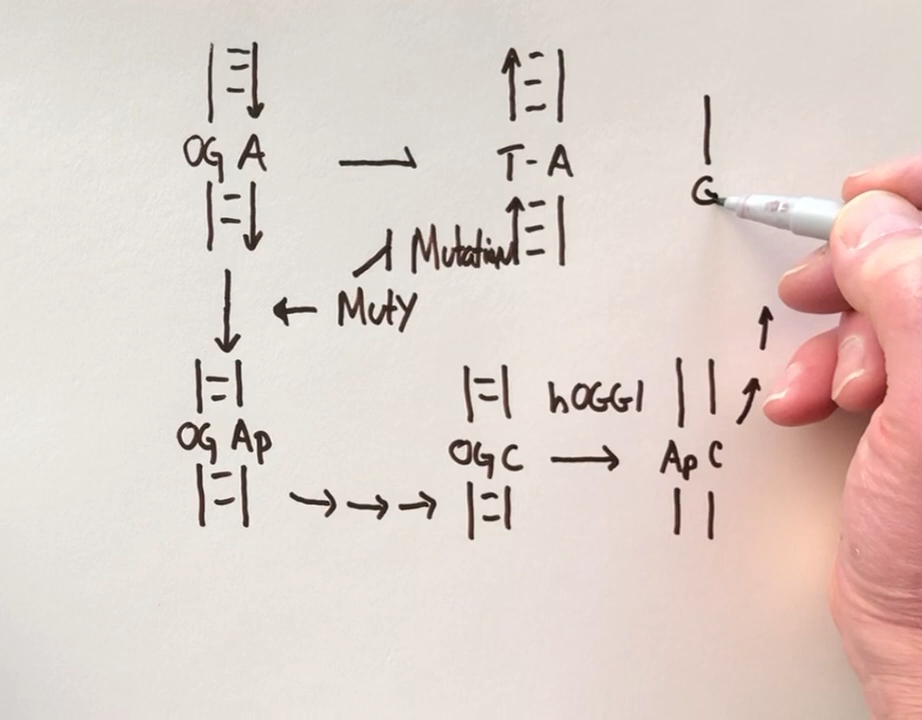 OG A → T-A G
Mutation
← MutY
OG Ap →→→ OG C hOGG1 → Ap C